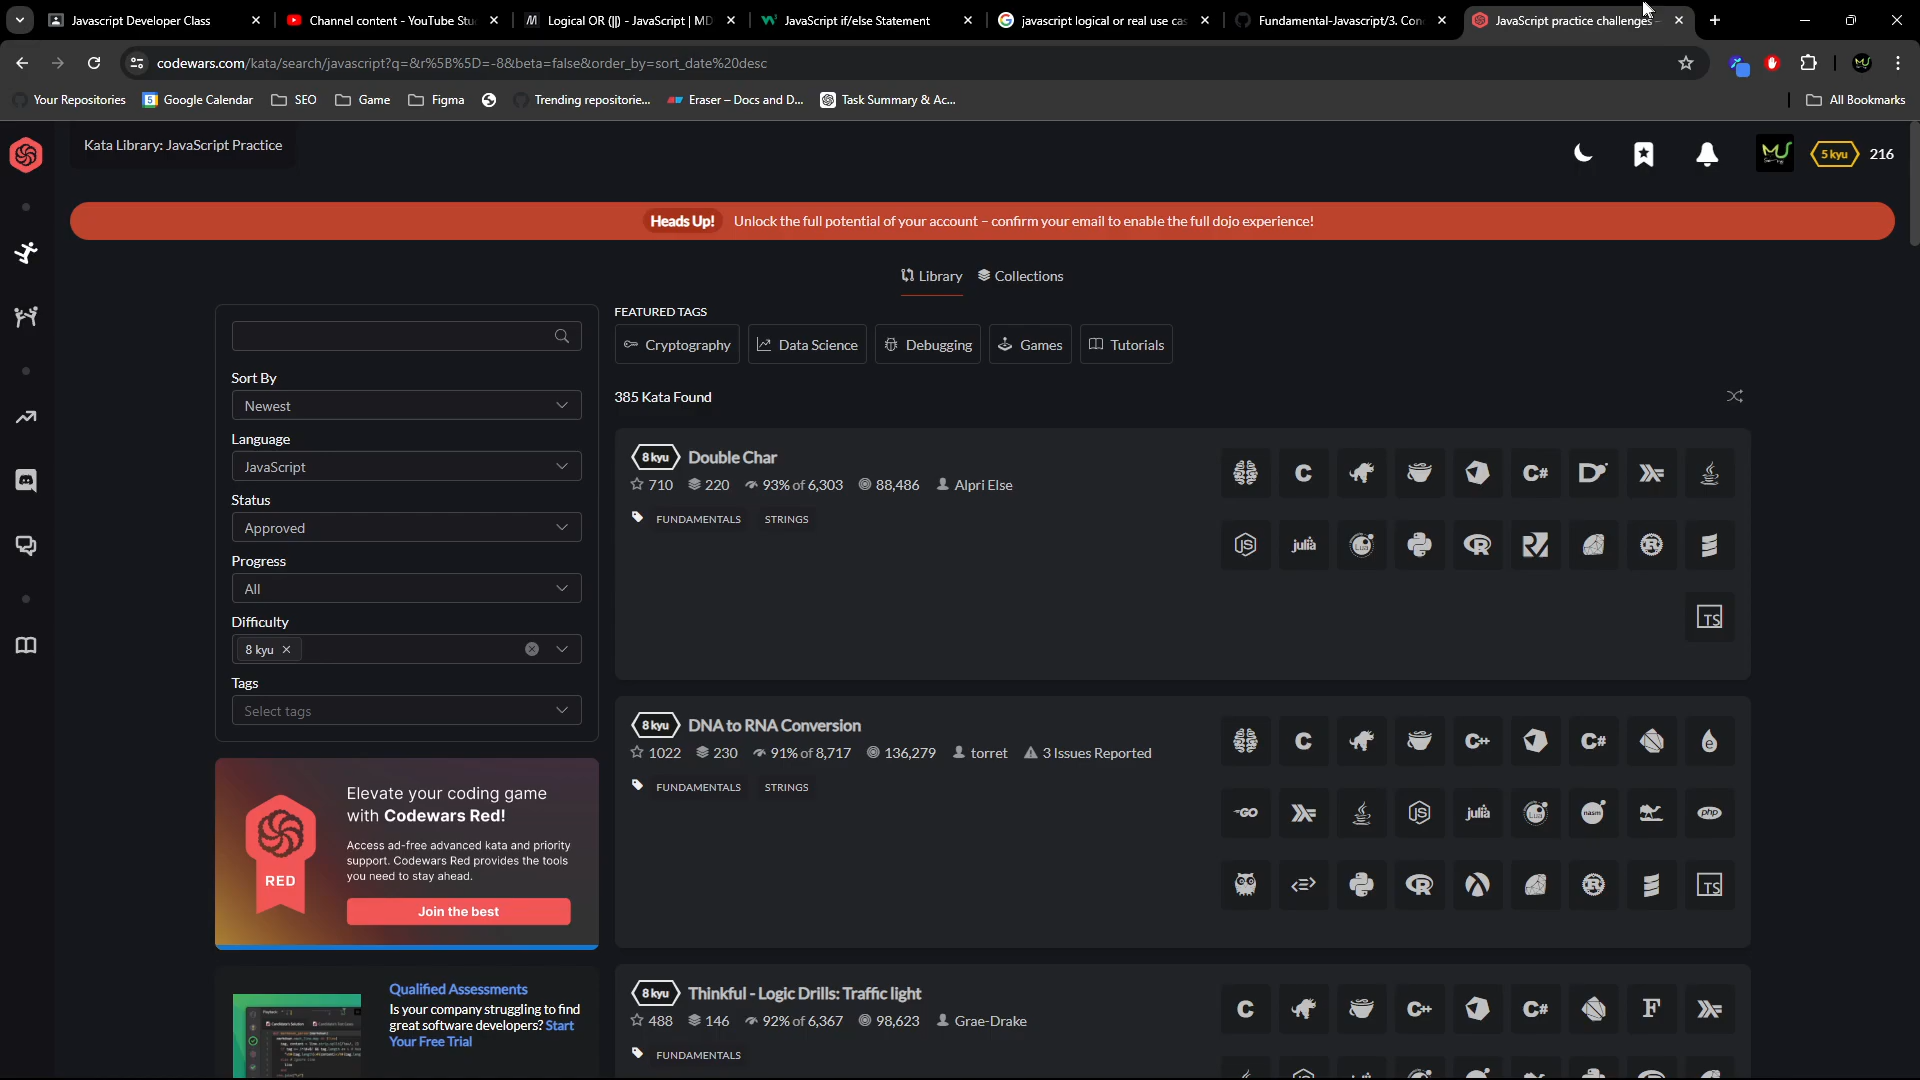 Javascript Developer Class
Channel content - YouTube Stu
Logical OR (||) - JavaScript | MD
JavaScript if/else Statement
javascript logical or real use cas
Fundamental-Javascript/3. Con
JavaScript practice challenges -
codewars.com/kata/search/javascript?q=&r%5B%5D=-8&beta=false&order_by=sort_date%20desc
Your Repositories
Google Calendar
SEO
Game
Figma
Trending repositorie...
Eraser – Docs and D...
Task Summary & Ac...
All Bookmarks
Kata Library: JavaScript Practice
5 kyu
216
Heads Up! Unlock the full potential of your account – confirm your email to enable the full dojo experience!
Library
Collections
Sort By
Newest
Language
JavaScript
Status
Approved
Progress
All
Difficulty
8 kyu
Tags
Select tags
FEATURED TAGS
Cryptography
Data Science
Debugging
Games
Tutorials
385 Kata Found
8 kyu Double Char
710 220 93% of 6,303 88,486 Alpri Else
FUNDAMENTALS STRINGS
C C#
julia Lua
TS
8 kyu DNA to RNA Conversion
1022 230 91% of 8,717 136,279 torret 3 Issues Reported
FUNDAMENTALS STRINGS
C C++ C# e
GO julia Lua nasm php
TS
8 kyu Thinkful - Logic Drills: Traffic light
488 146 92% of 6,367 98,623 Grae-Drake
FUNDAMENTALS
C C++ C# F
Elevate your coding game
with Codewars Red!
Access ad-free advanced kata and priority
support. Codewars Red provides the tools
you need to stay ahead.
RED
Join the best
Qualified Assessments
Is your company struggling to find
great software developers? Start
Your Free Trial